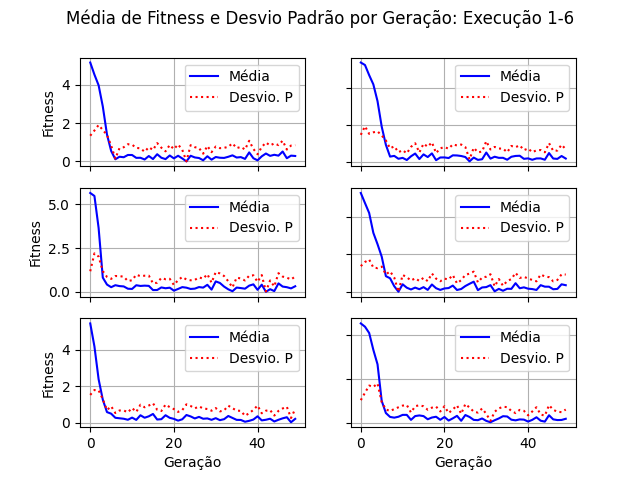 Média de Fitness e Desvio Padrão por Geração: Execução 1-6
Fitness
4
2
0
Média
Desvio. P
Média
Desvio. P
Fitness
5.0
2.5
0.0
Média
Desvio. P
Média
Desvio. P
Fitness
4
2
0
Média
Desvio. P
Média
Desvio. P
0 20 40
0 20 40
Geração
Geração